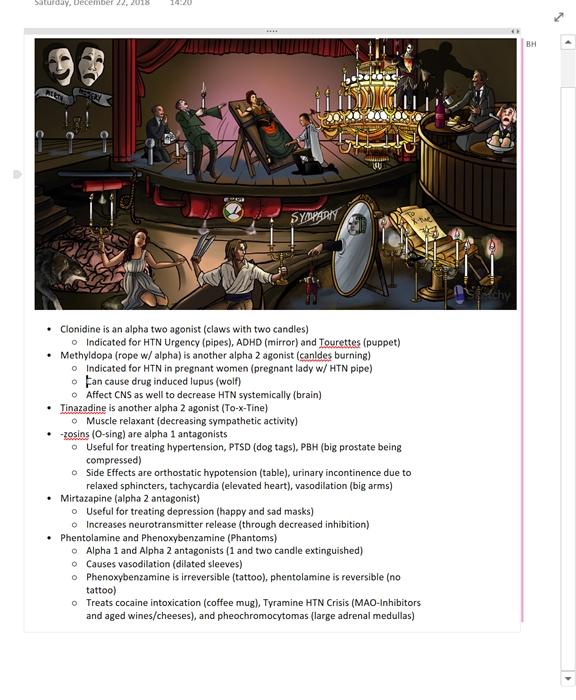 Saturday, December 22, 2018 14:20
BH
MIRTH MISERY
SYMPATHY
To X-tine
• Clonidine is an alpha two agonist (claws with two candles)
○ Indicated for HTN Urgency (pipes), ADHD (mirror) and Tourettes (puppet)
• Methyldopa (rope w/ alpha) is another alpha 2 agonist (canldes burning)
○ Indicated for HTN in pregnant women (pregnant lady w/ HTN pipe)
○ Can cause drug induced lupus (wolf)
○ Affect CNS as well to decrease HTN systemically (brain)
• Tinazadine is another alpha 2 agonist (To-x-Tine)
○ Muscle relaxant (decreasing sympathetic activity)
• -zosins (O-sing) are alpha 1 antagonists
○ Useful for treating hypertension, PTSD (dog tags), PBH (big prostate being
compressed)
○ Side Effects are orthostatic hypotension (table), urinary incontinence due to
relaxed sphincters, tachycardia (elevated heart), vasodilation (big arms)
• Mirtazapine (alpha 2 antagonist)
○ Useful for treating depression (happy and sad masks)
○ Increases neurotransmitter release (through decreased inhibition)
• Phentolamine and Phenoxybenzamine (Phantoms)
○ Alpha 1 and Alpha 2 antagonists (1 and two candle extinguished)
○ Causes vasodilation (dilated sleeves)
○ Phenoxybenzamine is irreversible (tattoo), phentolamine is reversible (no
tattoo)
○ Treats cocaine intoxication (coffee mug), Tyramine HTN Crisis (MAO-Inhibitors
and aged wines/cheeses), and pheochromocytomas (large adrenal medullas)